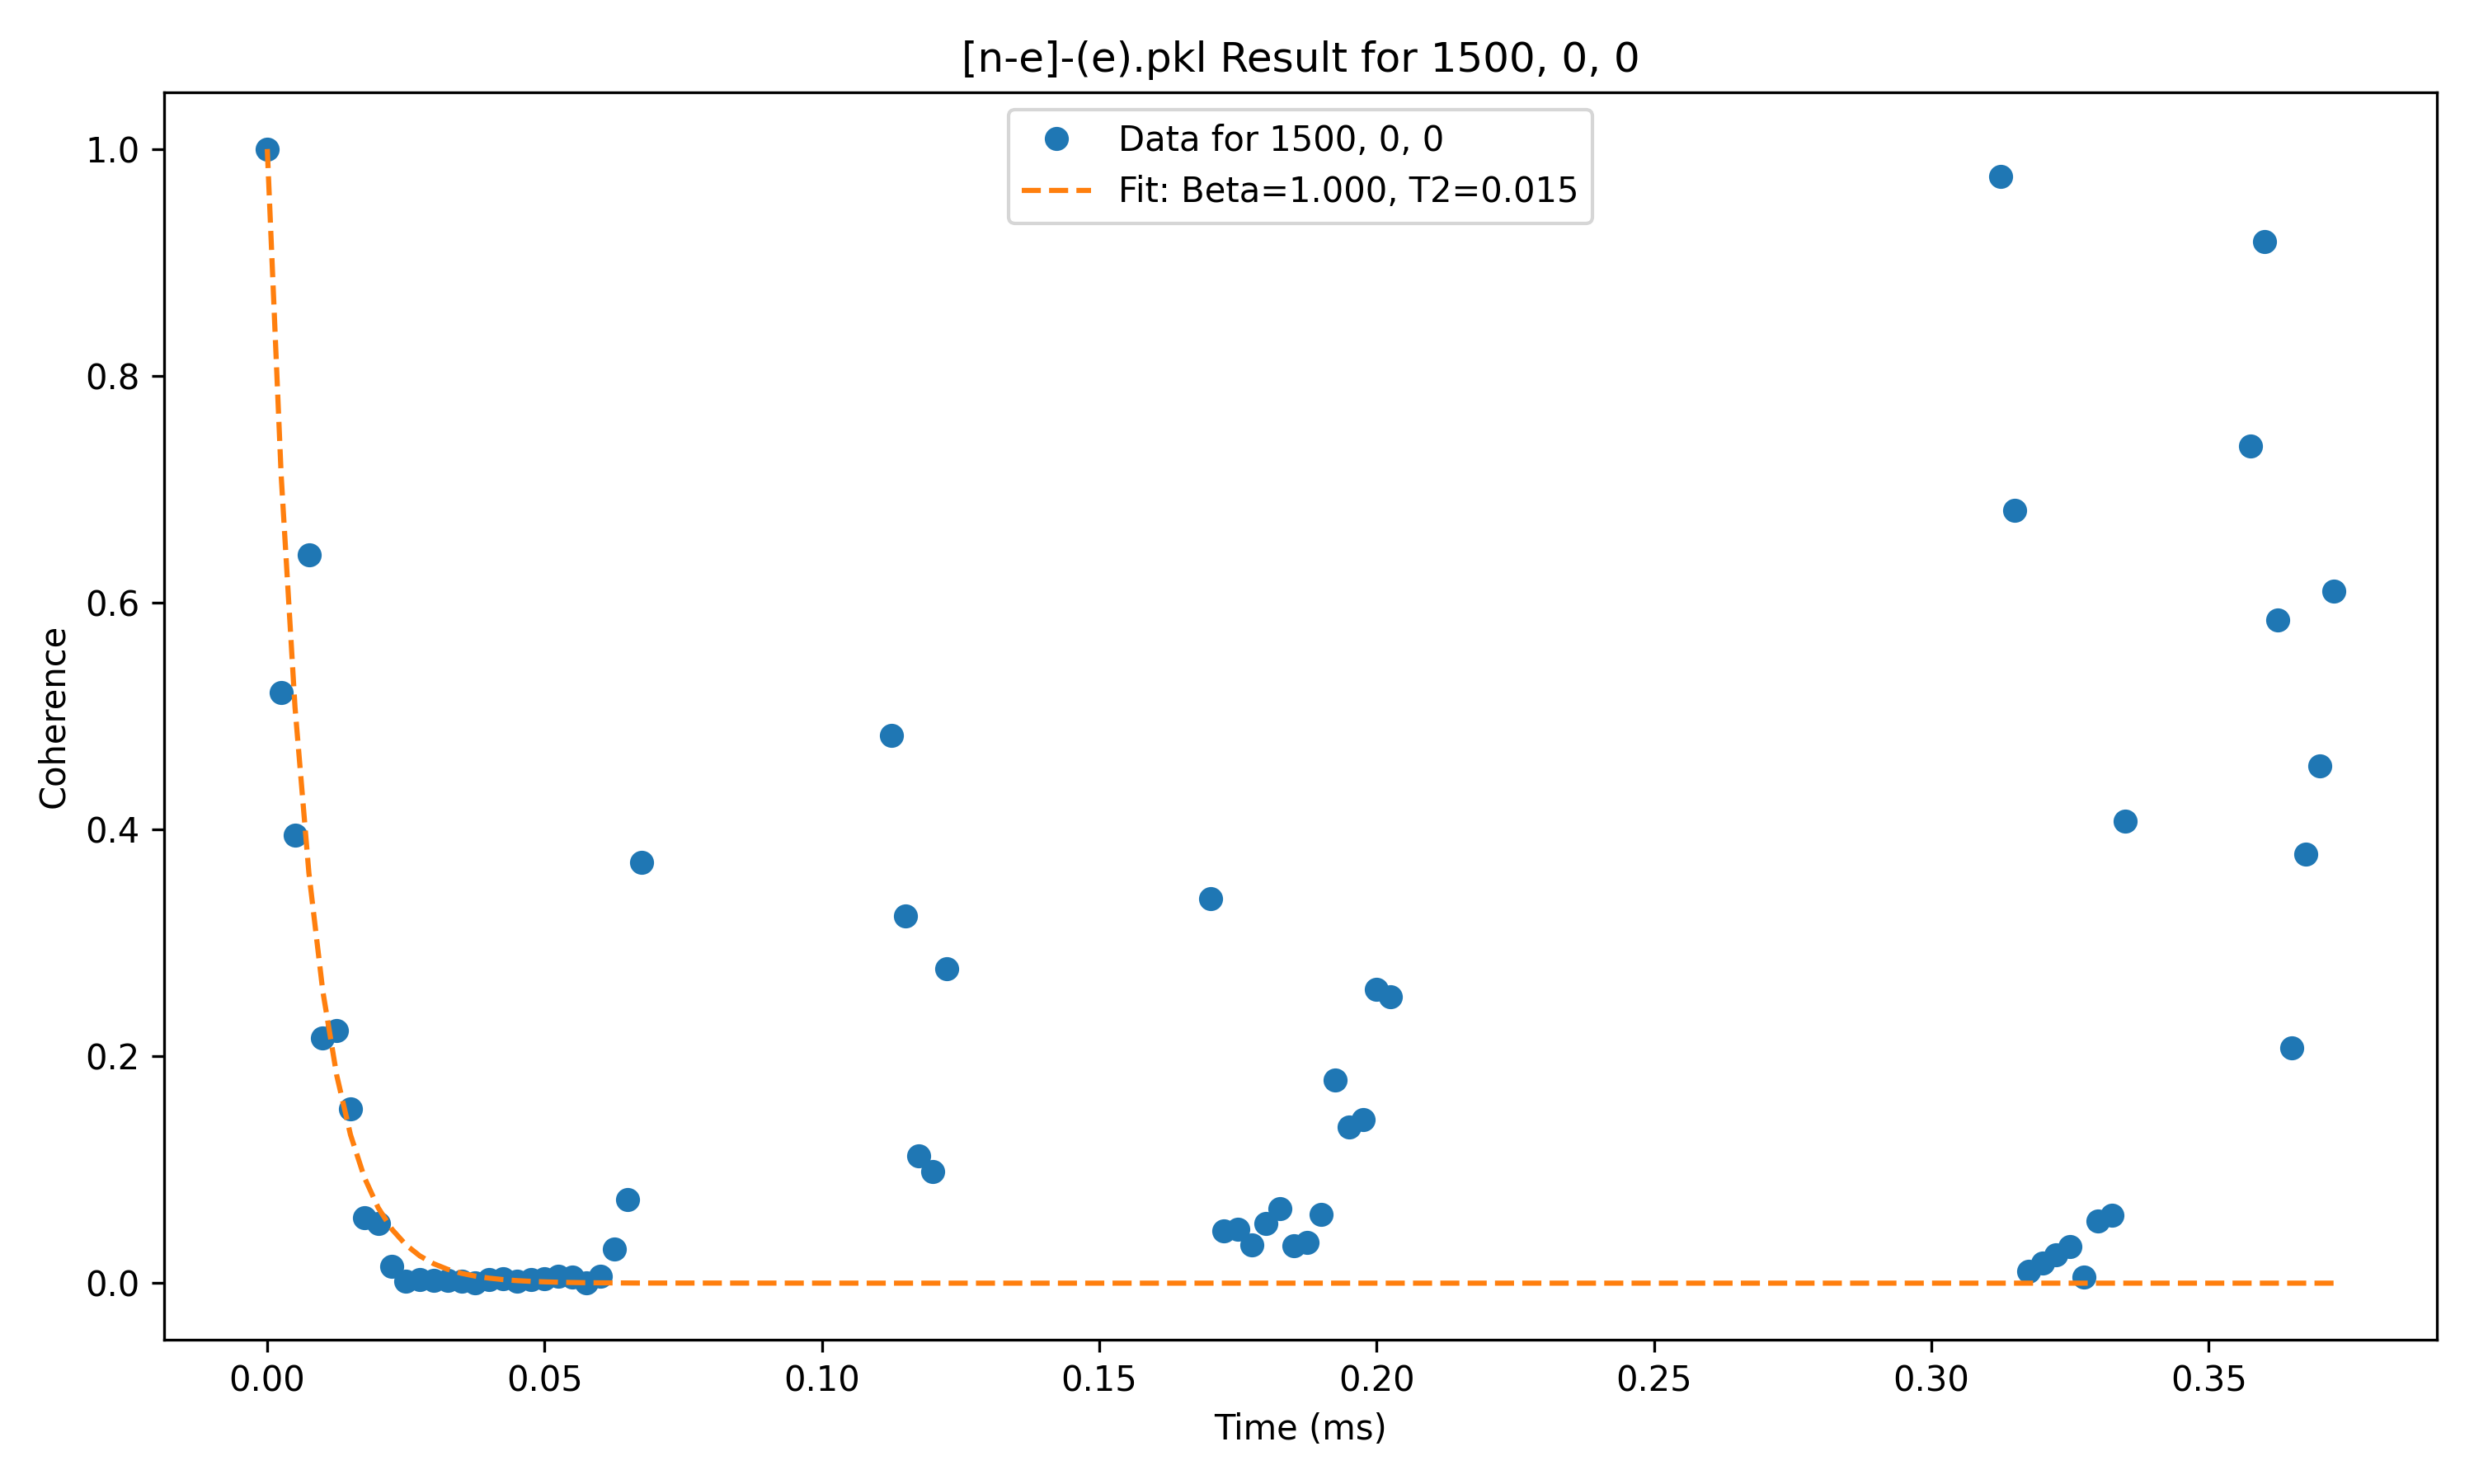 [n-e]-(e).pkl Result for 1500, 0, 0
Data for 1500, 0, 0
Fit: Beta=1.000, T2=0.015
Coherence
1.0
0.8
0.6
0.4
0.2
0.0
0.00 0.05 0.10 0.15 0.20 0.25 0.30 0.35
Time (ms)